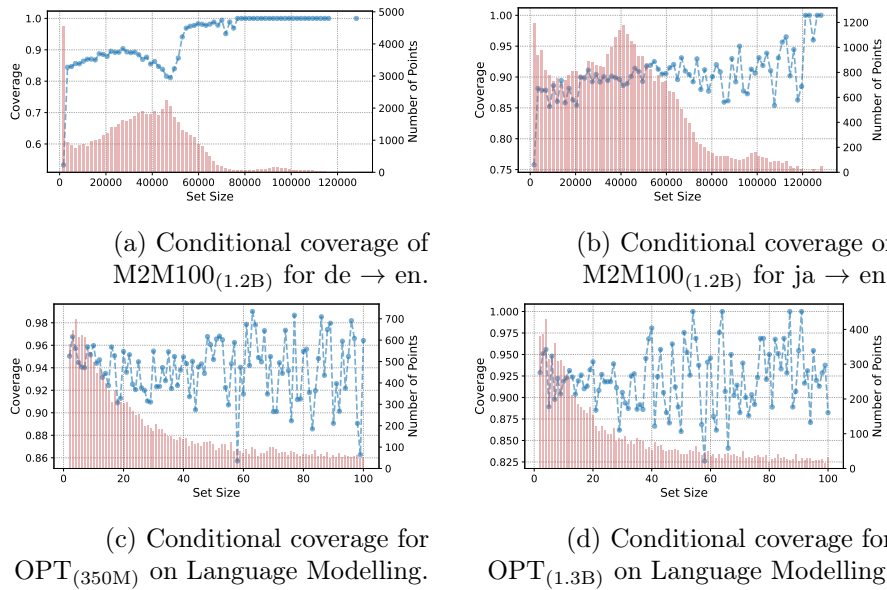 1.0
0.9
0.8
0.7
0.6
Coverage
5000
4000
3000
2000
1000
0
Number of Points
0 20000 40000 60000 80000 100000 120000
Set Size
(a) Conditional coverage of
M2M100(1.2B) for de → en.
1.00
0.95
0.90
0.85
0.80
0.75
Coverage
1200
1000
800
600
400
200
0
Number of Points
0 20000 40000 60000 80000 100000 120000
Set Size
(b) Conditional coverage of
M2M100(1.2B) for ja → en
0.98
0.96
0.94
0.92
0.90
0.88
0.86
Coverage
700
600
500
400
300
200
100
0
Number of Points
0 20 40 60 80 100
Set Size
(c) Conditional coverage for
OPT(350M) on Language Modelling.
1.000
0.975
0.950
0.925
0.900
0.875
0.850
0.825
Coverage
400
300
200
100
0
Number of Points
0 20 40 60 80 100
Set Size
(d) Conditional coverage for
OPT(1.3B) on Language Modelling